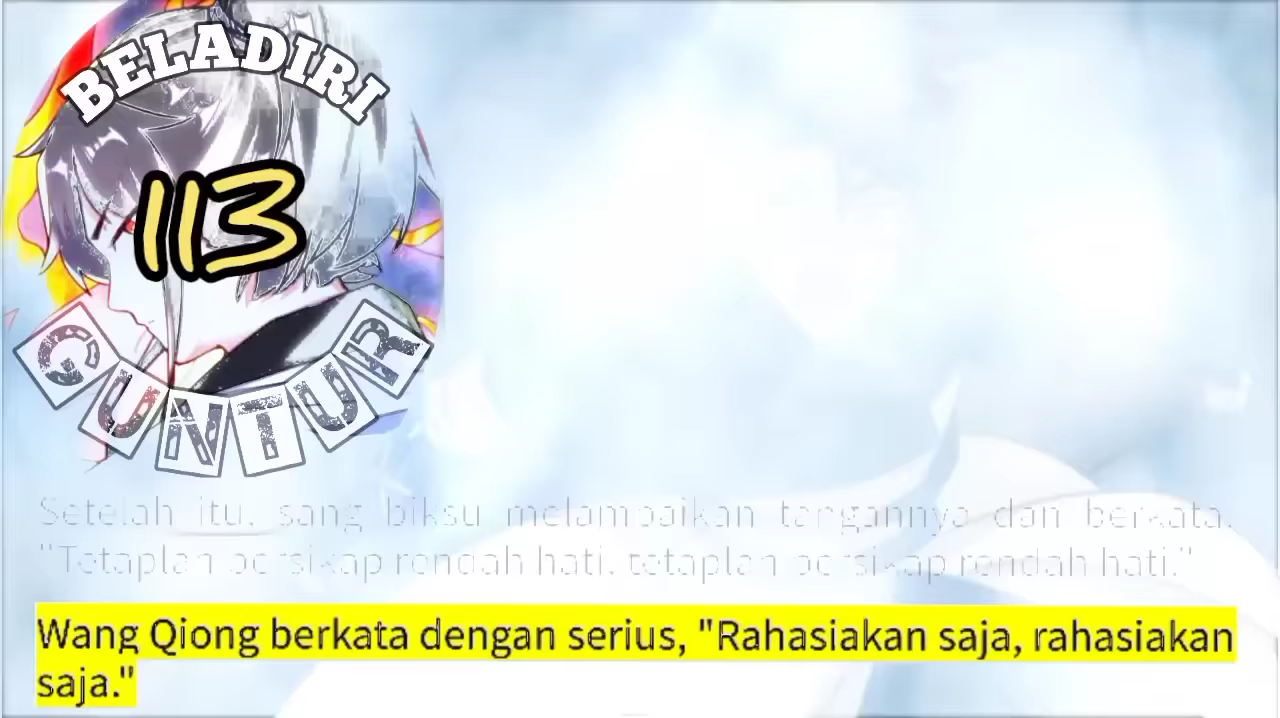 BELADIRI
113
GUNTUR
Setelah itu, sang biksu melambaikan tangannya dan berkata,
"Tetaplah bersikap rendah hati, tetaplah bersikap rendah hati."
Wang Qiong berkata dengan serius, "Rahasiakan saja, rahasiakan
saja."